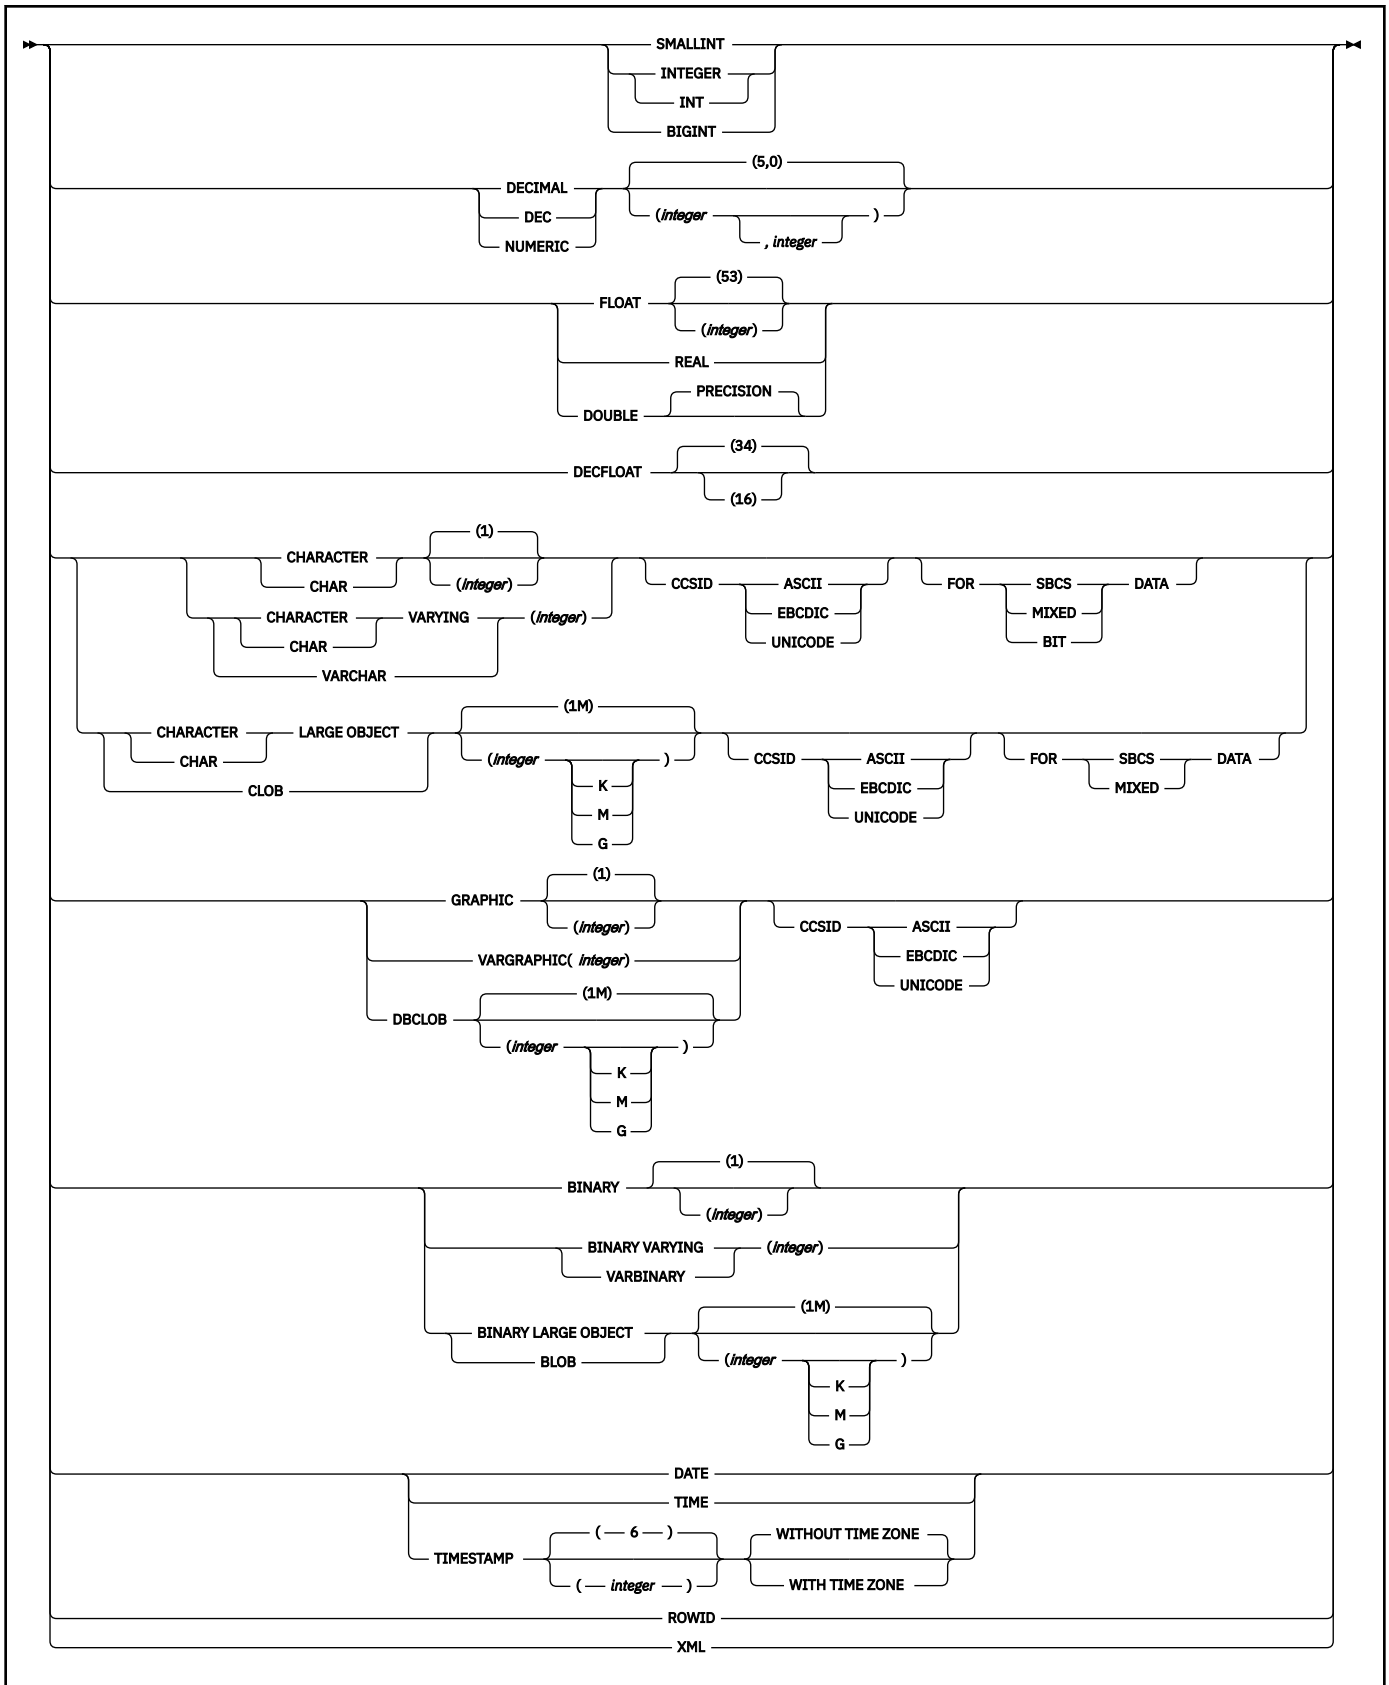 SMALLINT
INTEGER
INT
BIGINT
(5,0)
DECIMAL
DEC
(integer )
NUMERIC
, integer
(53)
FLOAT
(integer)
REAL
PRECISION
DOUBLE
(34)
DECFLOAT
(16)
(1)
CHARACTER
CHAR (integer) CCSID ASCII FOR SBCS DATA
EBCDIC MIXED
CHARACTER VARYING (integer)
CHAR UNICODE BIT
VARCHAR
(1M)
CHARACTER LARGE OBJECT
CHAR (integer ) CCSID ASCII FOR SBCS DATA
CLOB K EBCDIC MIXED
M UNICODE
G
(1)
GRAPHIC
(integer) CCSID ASCII
VARGRAPHIC( integer) EBCDIC
UNICODE
(1M)
DBCLOB
(integer )
K
M
G
(1)
BINARY
(integer)
BINARY VARYING (integer)
VARBINARY
(1M)
BINARY LARGE OBJECT
BLOB (integer )
K
M
G
DATE
TIME
( 6 ) WITHOUT TIME ZONE
TIMESTAMP
( integer ) WITH TIME ZONE
ROWID
XML